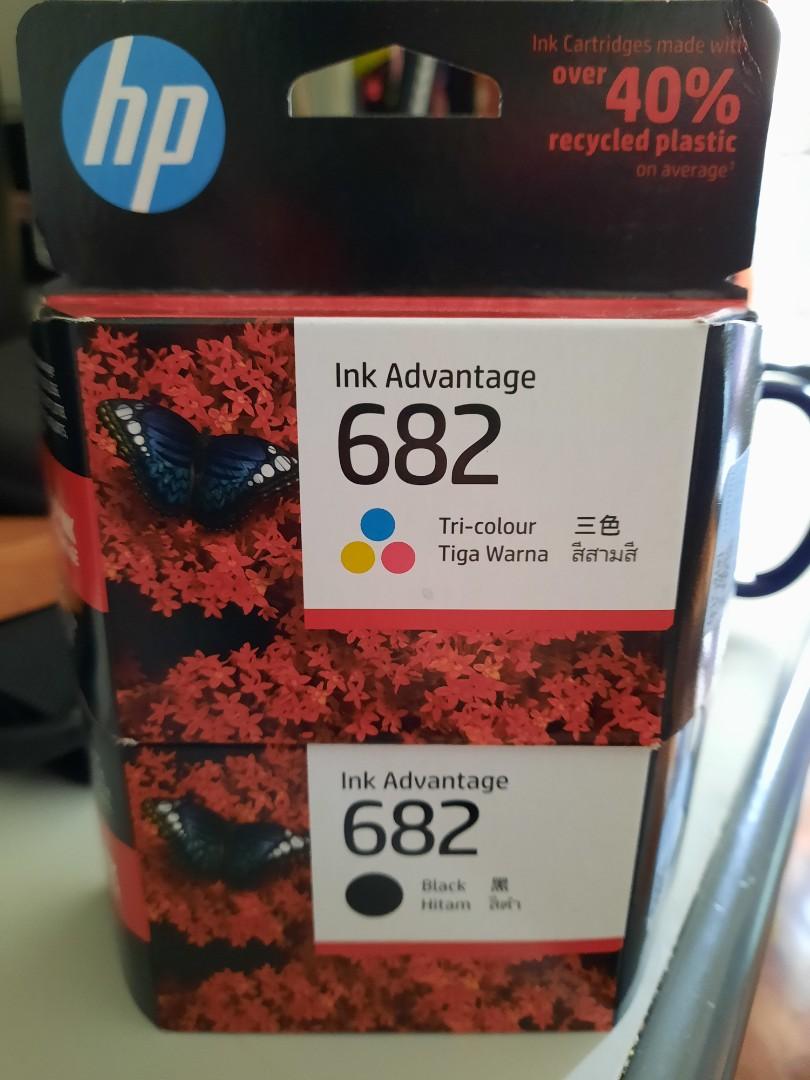 hp
Ink Cartridges made with
over 40%
recycled plastic
on average¹
Ink Advantage
682
Tri-colour 三色
Tiga Warna สีสามสี
Ink Advantage
682
Black 黑
Hitam สีดำ